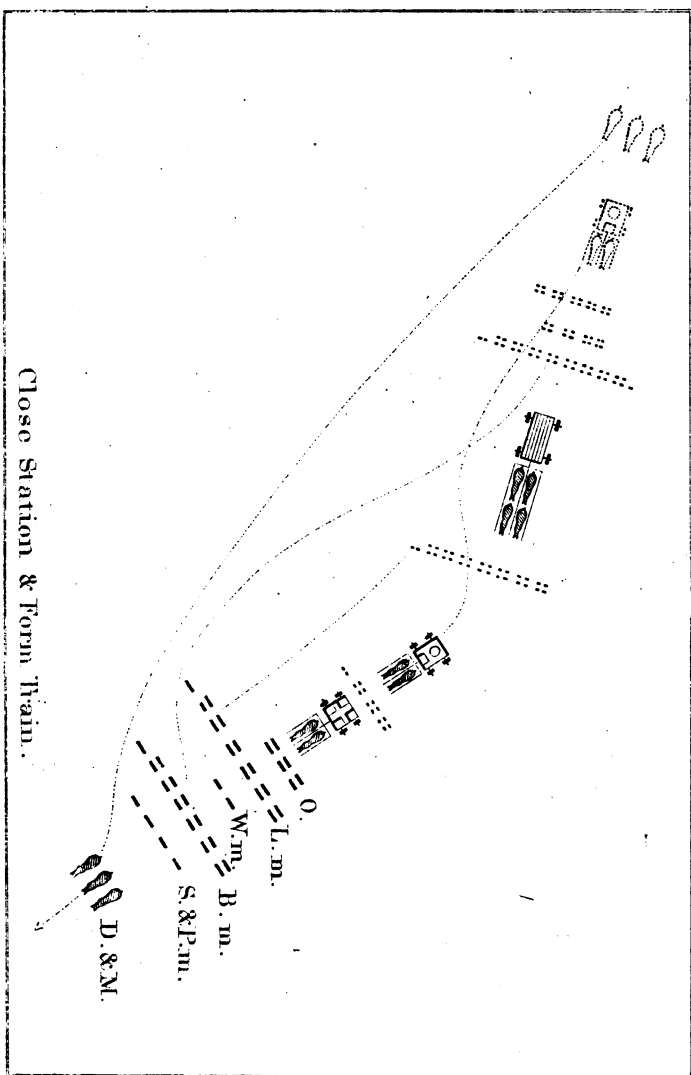 O.
L. m.
W. m.
B. m.
S. & P. m.
D. & M.
Close Station & Form Train.